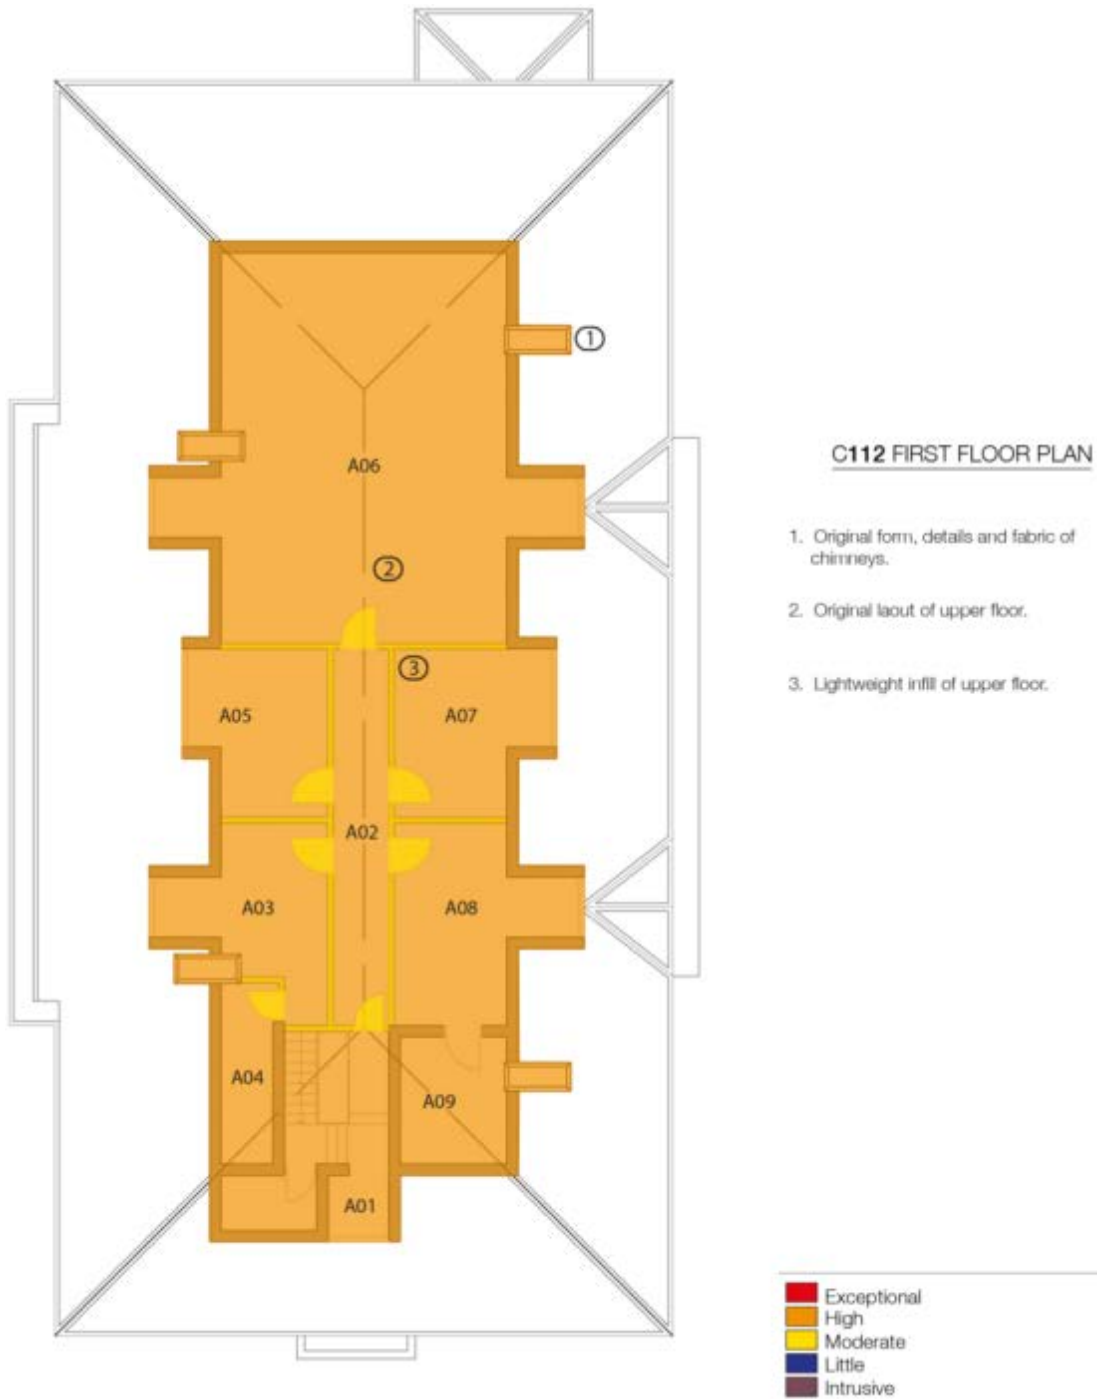 1
A06
C112 FIRST FLOOR PLAN
1. Original form, details and fabric of
chimneys.
2
2. Original laout of upper floor.
3
3. Lightweight infill of upper floor.
A05
A07
A02
A03
A08
A04
A09
A01
Exceptional
High
Moderate
Little
Intrusive